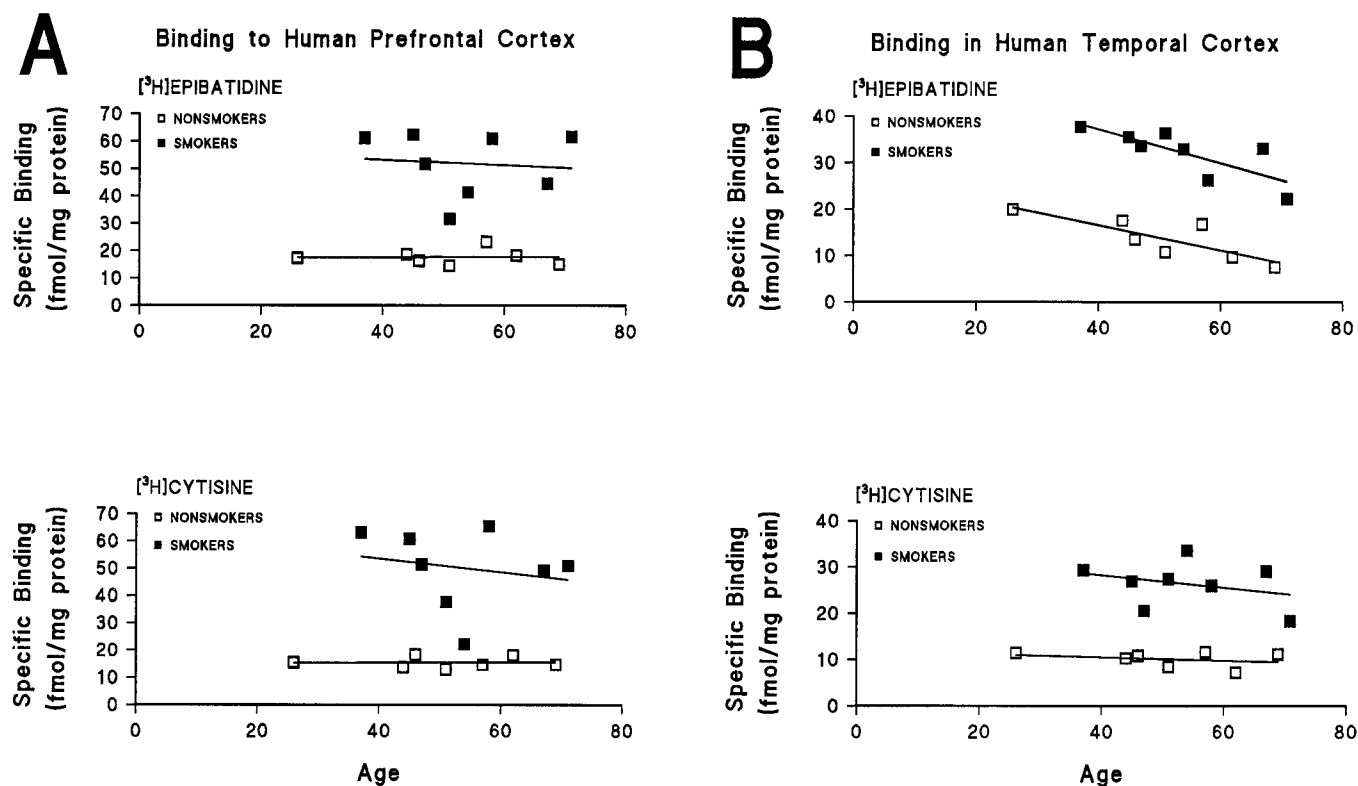 A
Binding to Human Prefrontal Cortex
[³H]EPIBATIDINE
NONSMOKERS
SMOKERS
Specific Binding
(fmol/mg protein)
70
60
50
40
30
20
10
0
0 20 40 60 80
[³H]CYTISINE
NONSMOKERS
SMOKERS
Specific Binding
(fmol/mg protein)
70
60
50
40
30
20
10
0
0 20 40 60 80
Age
B
Binding in Human Temporal Cortex
[³H]EPIBATIDINE
NONSMOKERS
SMOKERS
Specific Binding
(fmol/mg protein)
40
30
20
10
0
0 20 40 60 80
[³H]CYTISINE
NONSMOKERS
SMOKERS
Specific Binding
(fmol/mg protein)
40
30
20
10
0
0 20 40 60 80
Age